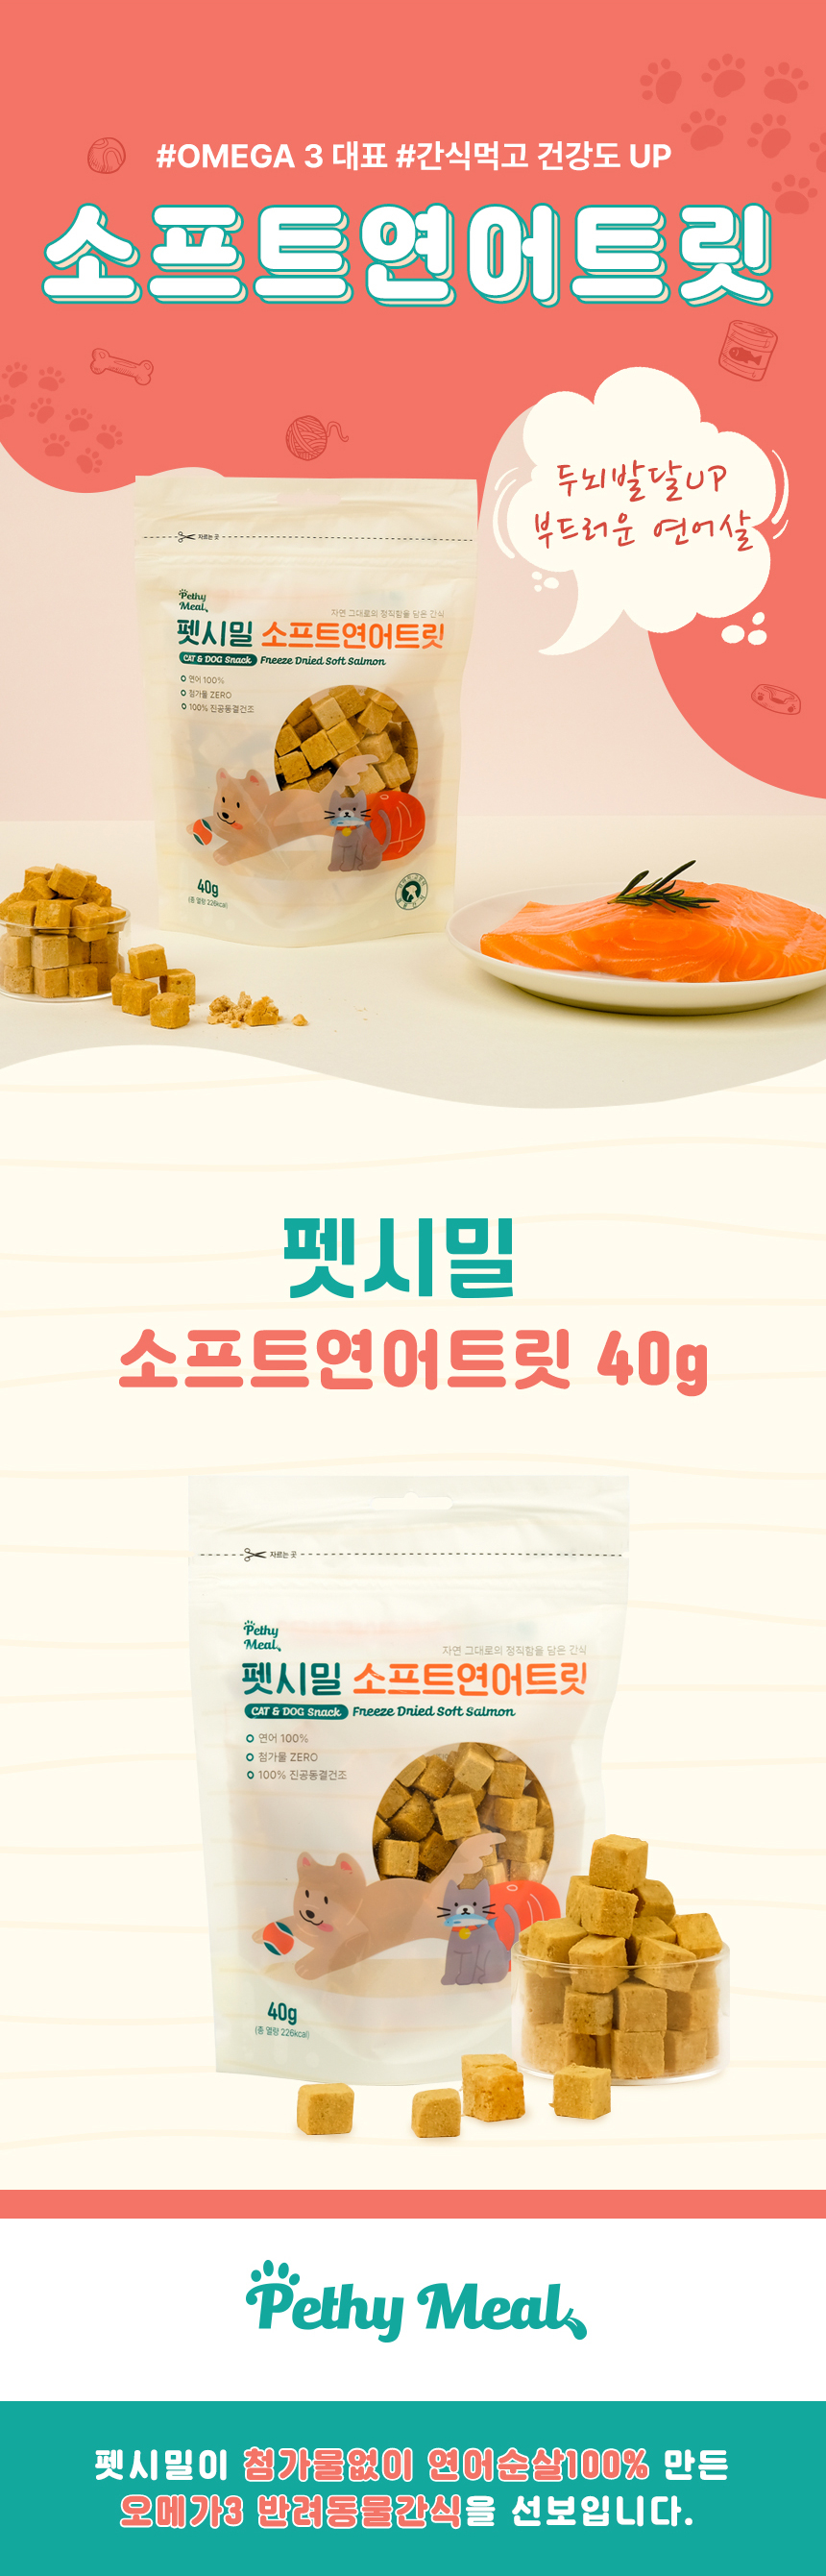 #OMEGA 3 대표 #간식먹고 건강도 UP
소프트연어트릿
두뇌발달UP
부드러운 연어살
자르는 곳
Pethy
Meal
자연 그대로의 정직함을 담은 간식
펫시밀 소프트연어트릿
CAT & DOG Snack Freeze Dried Soft Salmon
연어 100%
첨가물 ZERO
100% 진공동결건조
40g
(총 열량 226kcal)
펫시밀
소프트연어트릿 40g
자르는 곳
Pethy
Meal
자연 그대로의 정직함을 담은 간식
펫시밀 소프트연어트릿
CAT & DOG Snack Freeze Dried Soft Salmon
연어 100%
첨가물 ZERO
100% 진공동결건조
40g
(총 열량 226kcal)
Pethy Meal
펫시밀이 첨가물없이 연어순살100% 만든
오메가3 반려동물간식을 선보입니다.